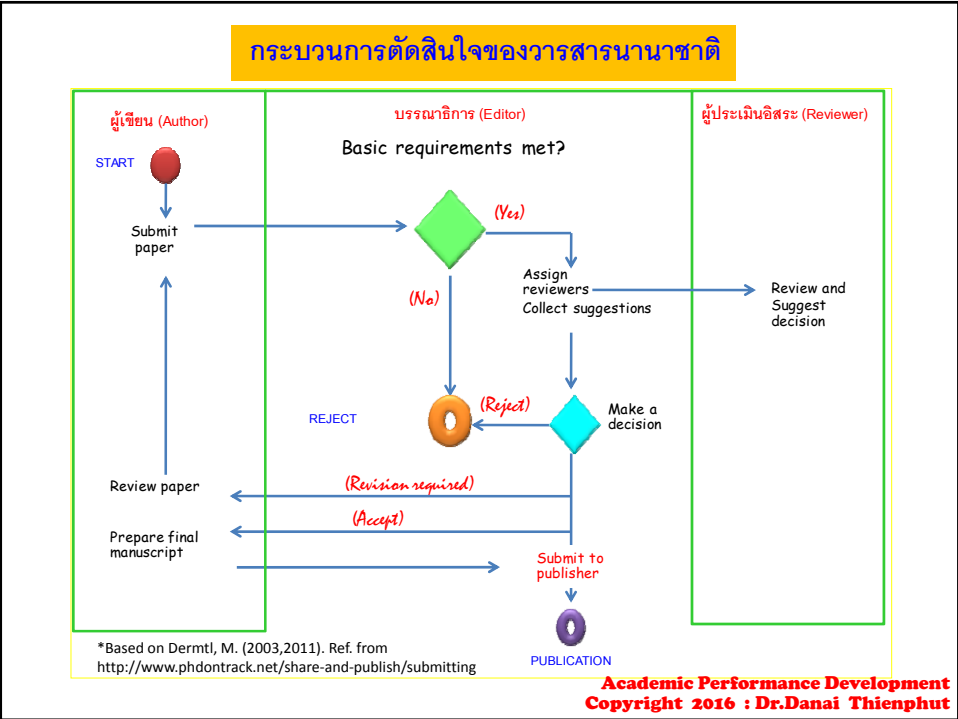 กระบวนการตัดสินใจของวารสารนานาชาติ
ผู้เขียน (Author)
บรรณาธิการ (Editor)
ผู้ประเมินอิสระ (Reviewer)
Basic requirements met?
START
Submit
paper
(Yes)
(No)
Assign
reviewers
Collect suggestions
Review and
Suggest
decision
REJECT
(Reject)
Make a
decision
Review paper
(Revision required)
(Accept)
Prepare final
manuscript
Submit to
publisher
PUBLICATION
*Based on Dermtl, M. (2003,2011). Ref. from
http://www.phdontrack.net/share-and-publish/submitting
Academic Performance Development
Copyright 2016 : Dr.Danai Thienphut